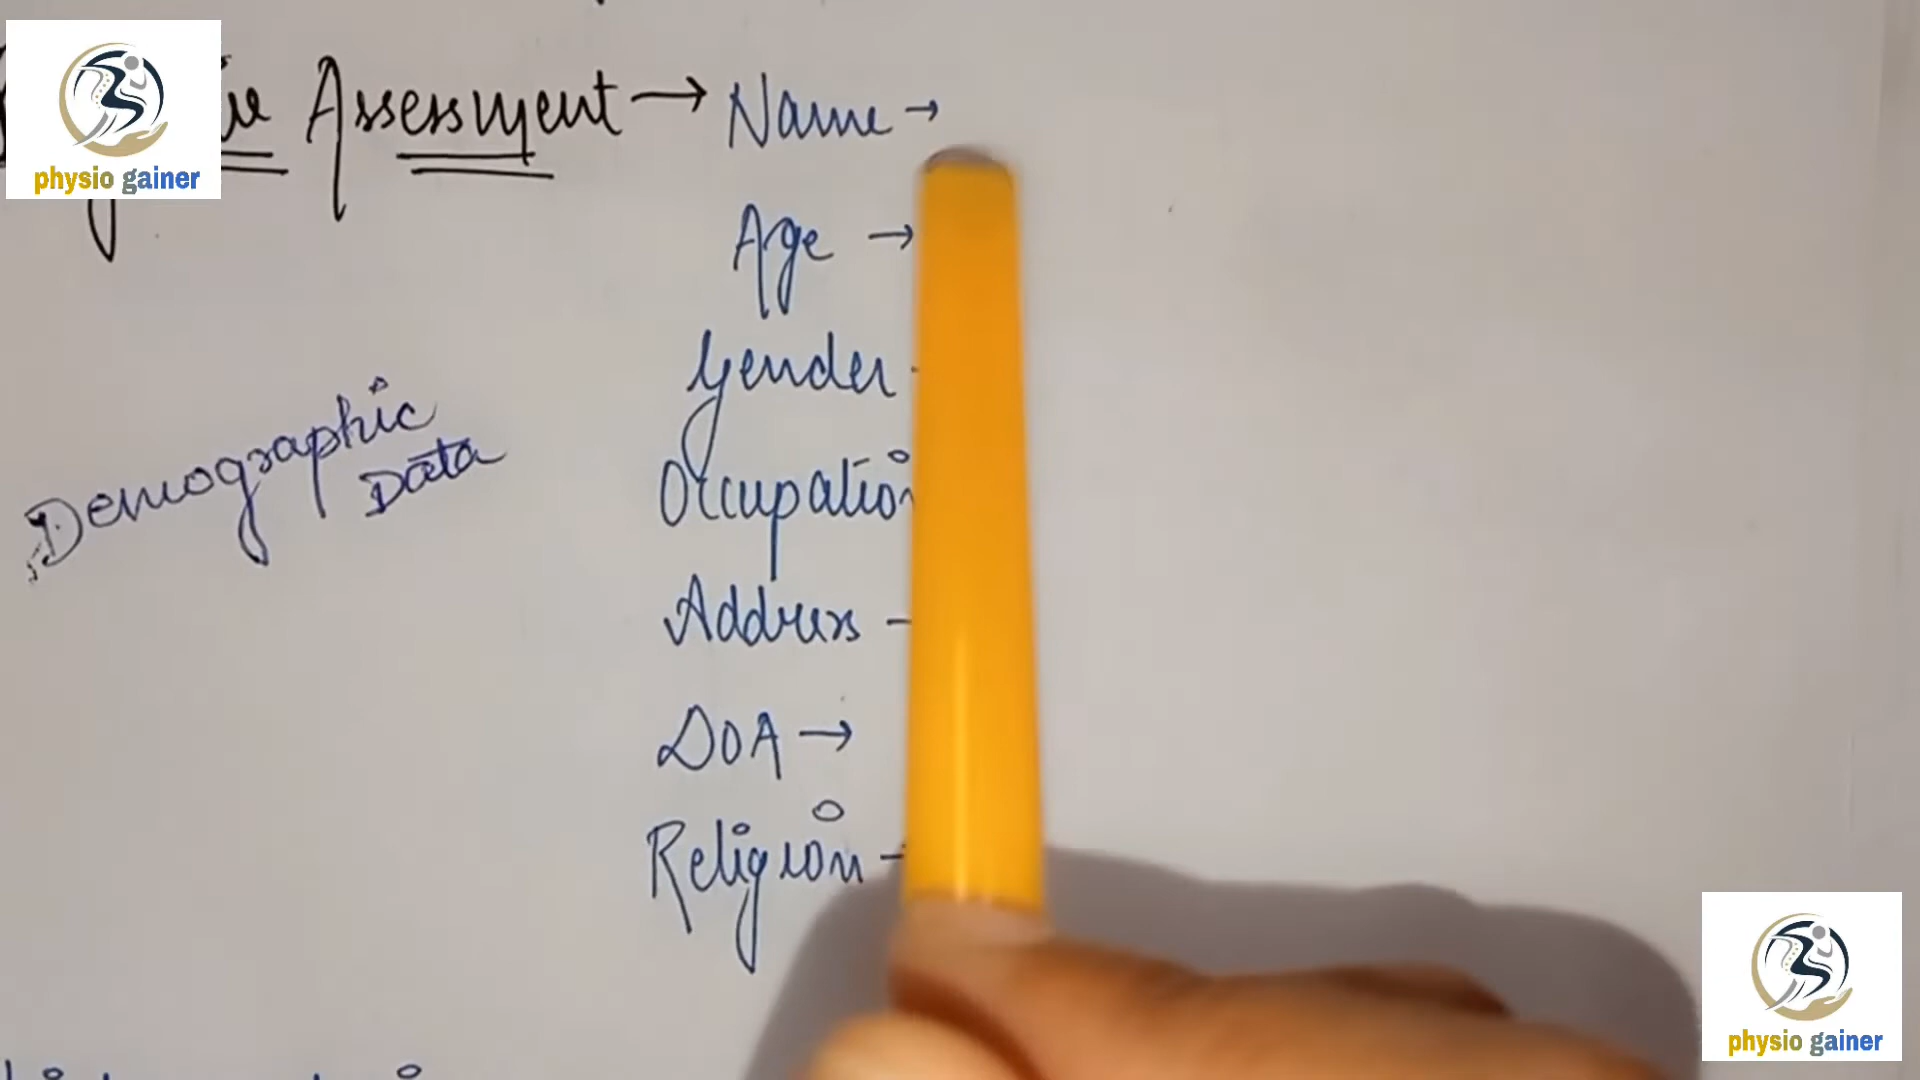 Assessment → Name →
Age →
Gender
Demographic
Data
Occupation
Address -
DOA →
Religion -
physio gainer
physio gainer